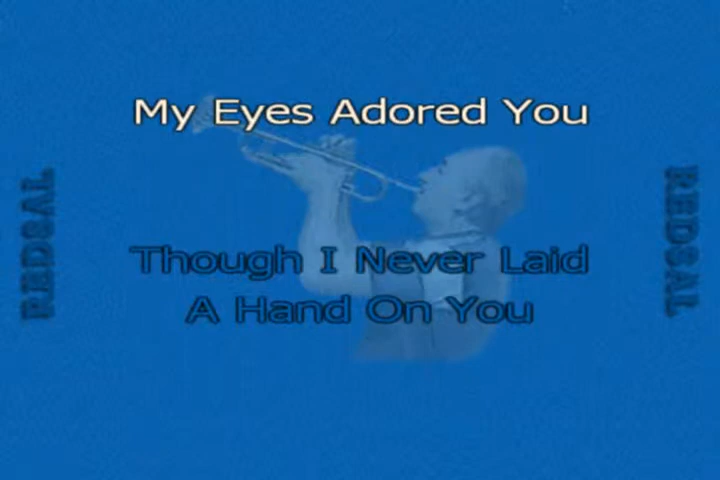 My Eyes Adored You
Though I Never Laid
A Hand On You
REDSAL
REDSAL